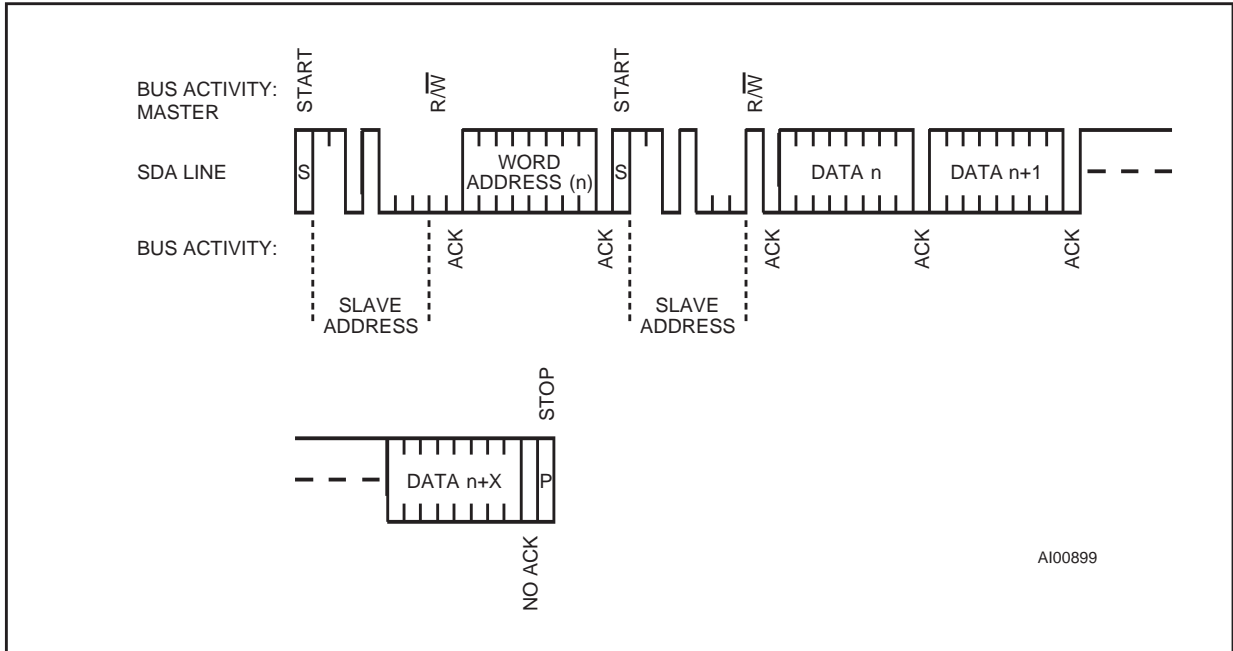 START
R/W
START
R/W
BUS ACTIVITY:
MASTER
SDA LINE
S
WORD
ADDRESS (n)
S
DATA n
DATA n+1
BUS ACTIVITY:
ACK
ACK
ACK
ACK
ACK
SLAVE
ADDRESS
SLAVE
ADDRESS
STOP
DATA n+X
P
NO ACK
AI00899